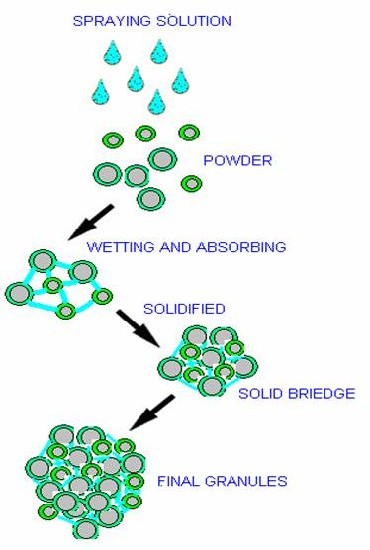 SPRAYING SOLUTION
POWDER
WETTING AND ABSORBING
SOLIDIFIED
SOLID BRIEDGE
FINAL GRANULES